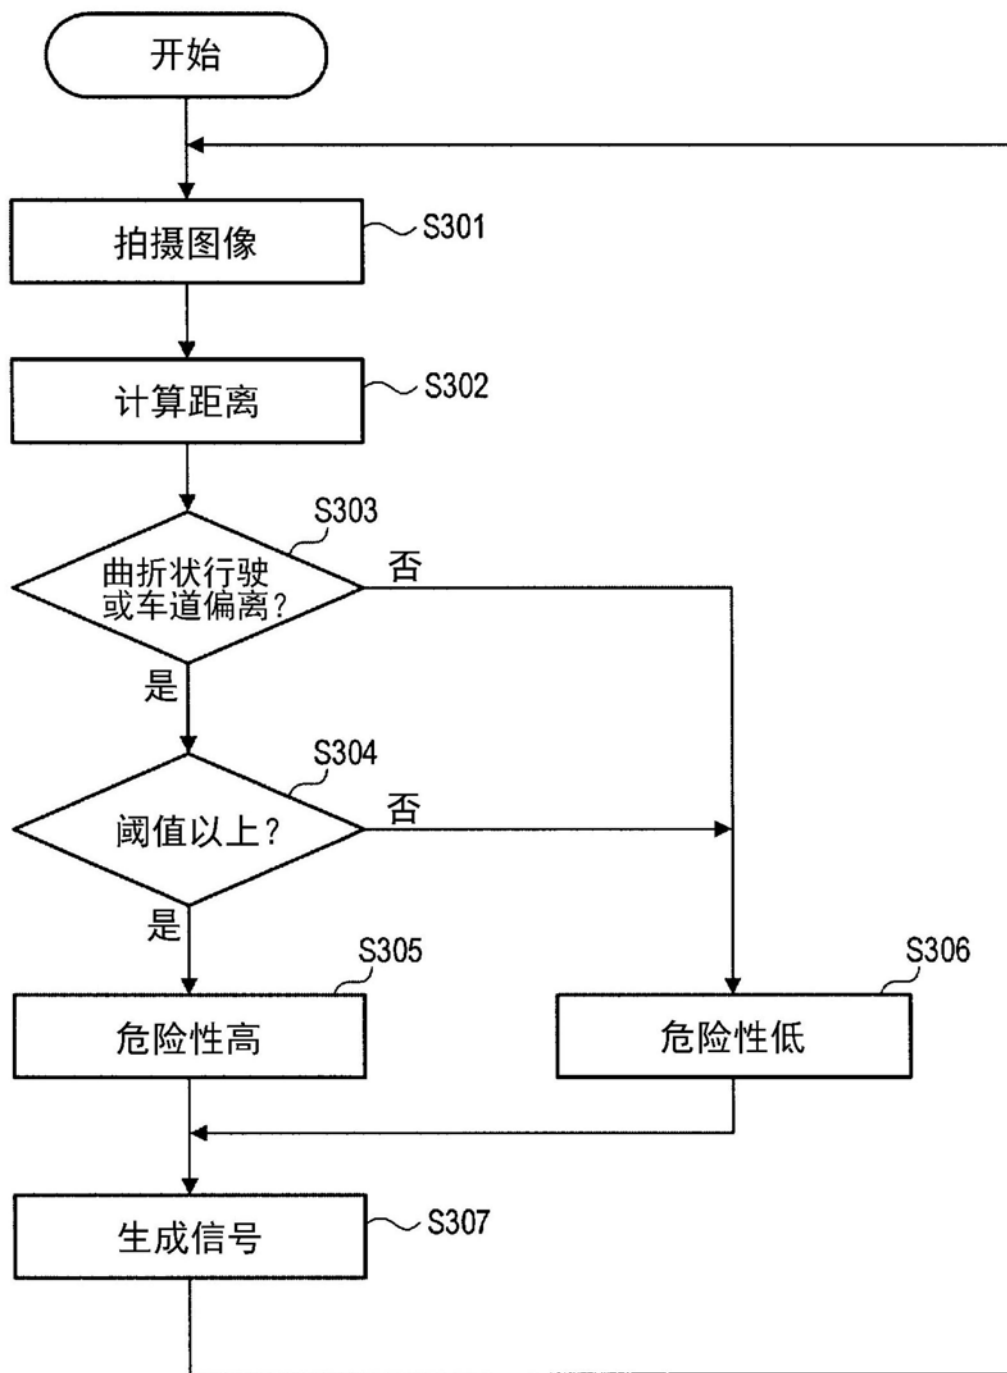 开始
拍摄图像
S301
计算距离
S302
S303
曲折状行驶
或车道偏离?
否
是
S304
阈值以上?
否
是
S305
危险性高
S306
危险性低
生成信号
S307